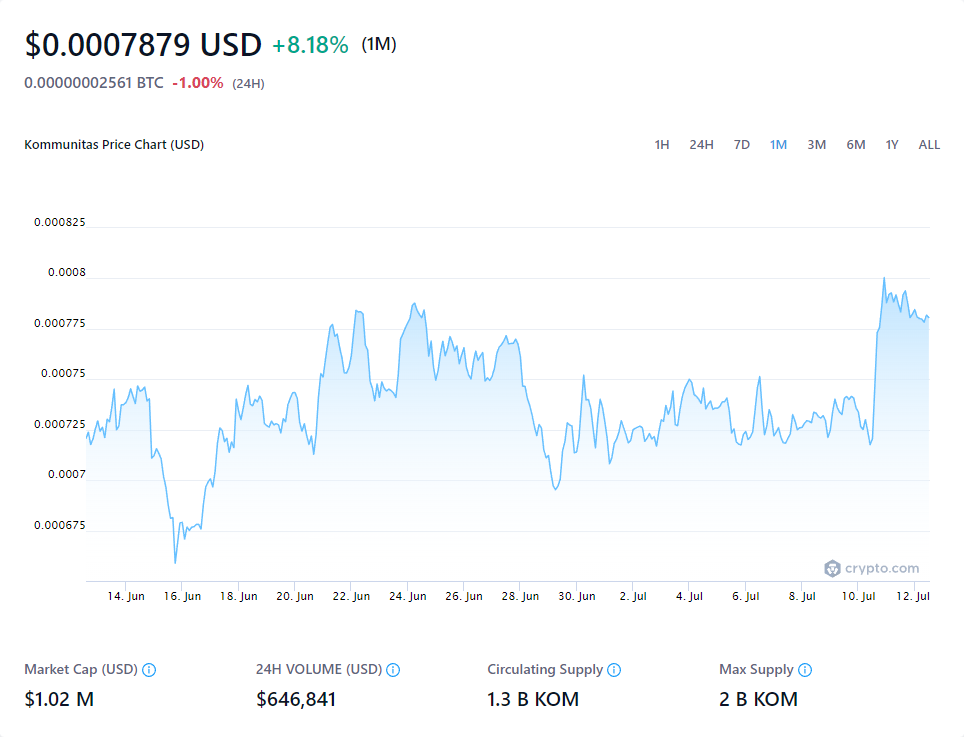 $0.0007879 USD +8.18% (1M)
0.00000002561 BTC -1.00% (24H)
Kommunitas Price Chart (USD) 1H 24H 7D 1M 3M 6M 1Y ALL
0.000825
0.0008
0.000775
0.00075
0.000725
0.0007
0.000675
crypto.com
14. Jun 16. Jun 18. Jun 20. Jun 22. Jun 24. Jun 26. Jun 28. Jun 30. Jun 2. Jul 4. Jul 6. Jul 8. Jul 10. Jul 12. Jul
Market Cap (USD) 24H VOLUME (USD) Circulating Supply Max Supply
$1.02 M $646,841 1.3 B KOM 2 B KOM